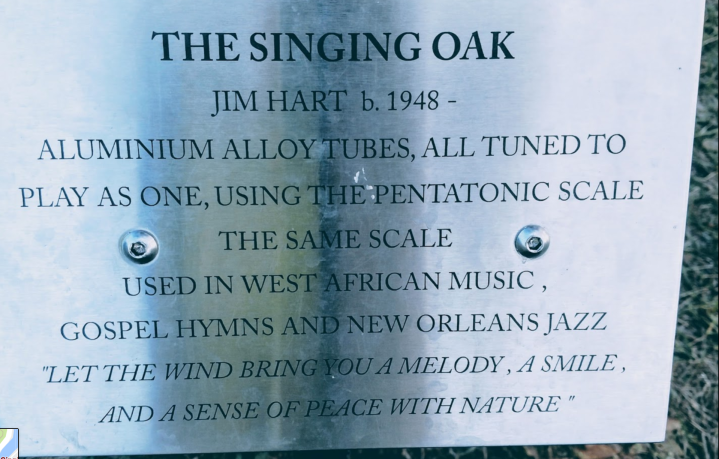 THE SINGING OAK
JIM HART b. 1948 -
ALUMINIUM ALLOY TUBES, ALL TUNED TO
PLAY AS ONE, USING THE PENTATONIC SCALE
THE SAME SCALE
USED IN WEST AFRICAN MUSIC ,
GOSPEL HYMNS AND NEW ORLEANS JAZZ
"LET THE WIND BRING YOU A MELODY , A SMILE ,
AND A SENSE OF PEACE WITH NATURE "